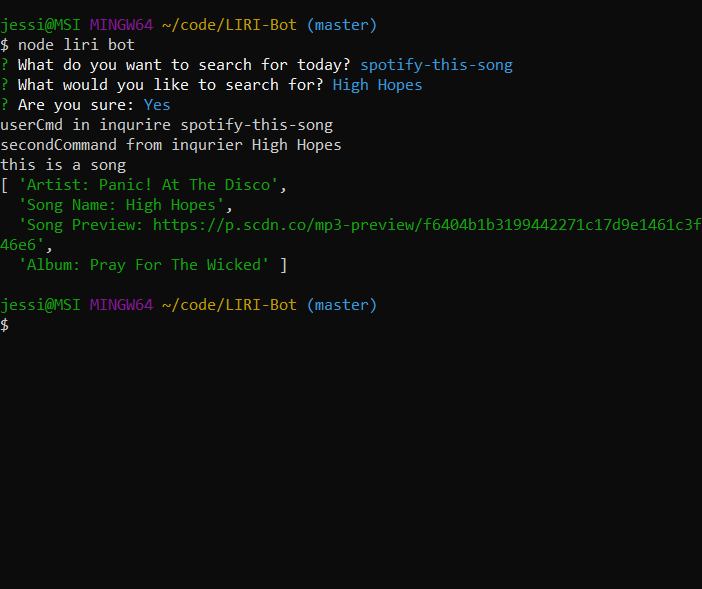 jessi@MSI MINGW64 ~/code/LIRI-Bot (master)
$ node liri bot
? What do you want to search for today? spotify-this-song
? What would you like to search for? High Hopes
? Are you sure: Yes
userCmd in inqurire spotify-this-song
secondCommand from inqurier High Hopes
this is a song
[ 'Artist: Panic! At The Disco',
  'Song Name: High Hopes',
  'Song Preview: https://p.scdn.co/mp3-preview/f6404b1b3199442271c17d9e1461c3f
46e6',
  'Album: Pray For The Wicked' ]
jessi@MSI MINGW64 ~/code/LIRI-Bot (master)
$